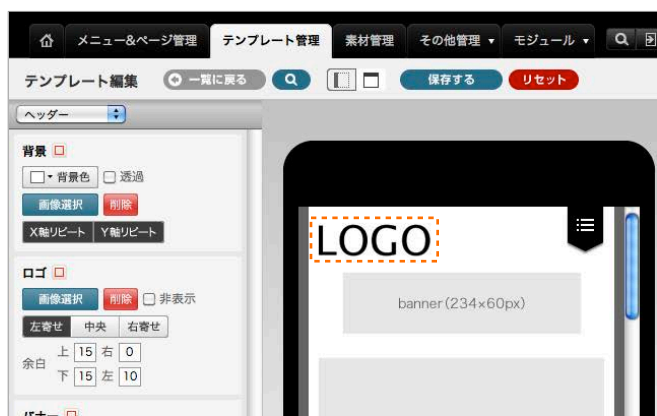 メニュー&ページ管理 テンプレート管理 素材管理 その他管理 ▼ モジュール ▼
テンプレート編集 一覧に戻る 保存する リセット
ヘッダー
背景
背景色 透過
画像選択 削除
X軸リピート Y軸リピート
ロゴ
画像選択 削除 非表示
左寄せ 中央 右寄せ
余白 上 15 右 0
下 15 左 10
バナー
LOGO
banner(234×60px)